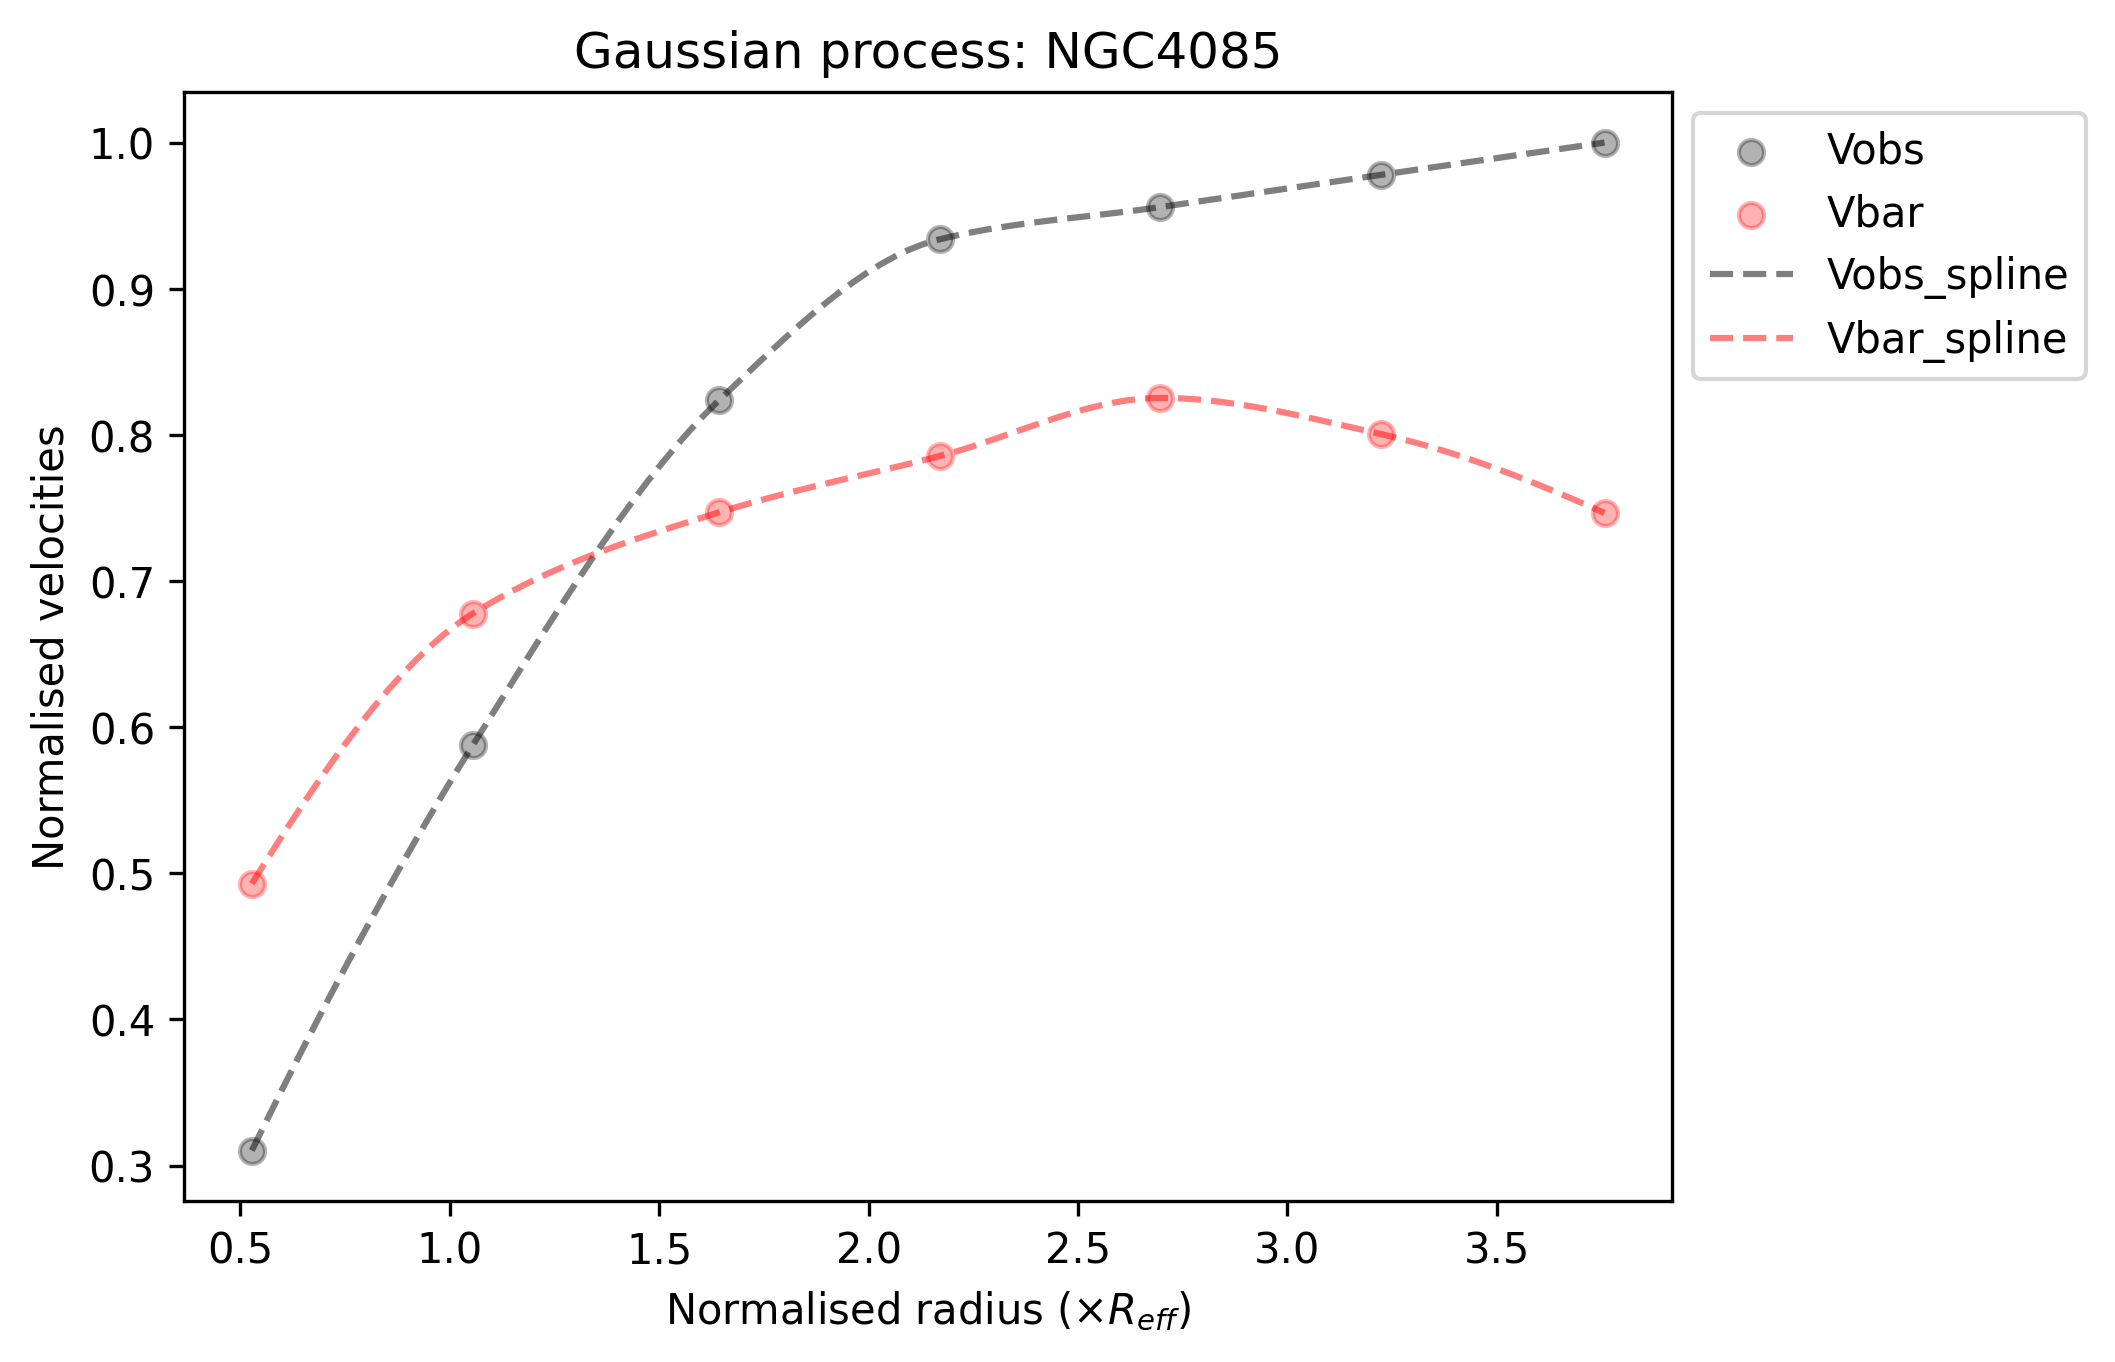 Gaussian process: NGC4085
Normalised velocities
1.0
0.9
0.8
0.7
0.6
0.5
0.4
0.3
0.5 1.0 1.5 2.0 2.5 3.0 3.5
Normalised radius (×R_{eff})
Vobs
Vbar
Vobs_spline
Vbar_spline